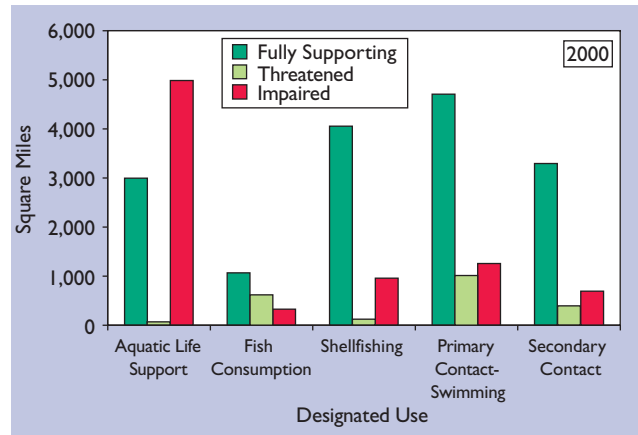 6,000
5,000
4,000
3,000
2,000
1,000
0
Square Miles
Fully Supporting
Threatened
Impaired
2000
Aquatic Life
Support
Fish
Consumption
Shellfishing
Primary
Contact-
Swimming
Secondary
Contact
Designated Use